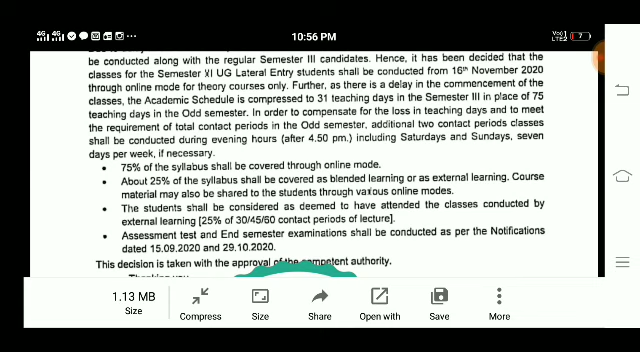 10:56 PM
be conducted along with the regular Semester III candidates. Hence, it has been decided that the
classes for the Semester XI UG Lateral Entry students shall be conducted from 16th November 2020
through online mode for theory courses only. Further, as there is a delay in the commencement of the
classes, the Academic Schedule is compressed to 31 teaching days in the Semester III in place of 75
teaching days in the Odd semester. In order to compensate for the loss in teaching days and to meet
the requirement of total contact periods in the Odd semester, additional two contact periods classes
shall be conducted during evening hours (after 4.50 pm.) including Saturdays and Sundays, seven
days per week, if necessary.
• 75% of the syllabus shall be covered through online mode.
• About 25% of the syllabus shall be covered as blended learning or as external learning. Course
material may also be shared to the students through various online modes.
• The students shall be considered as deemed to have attended the classes conducted by
external learning [25% of 30/45/60 contact periods of lecture].
• Assessment test and End semester examinations shall be conducted as per the Notifications
dated 15.09.2020 and 29.10.2020.
This decision is taken with the approval of the competent authority.
1.13 MB
Size
Compress
Size
Share
Open with
Save
More